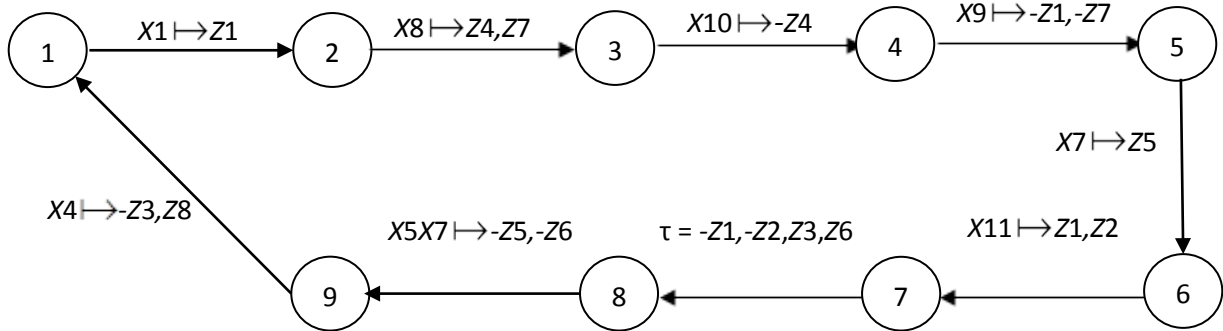 X1⟼Z1
X8⟼Z4,Z7
X10⟼-Z4
X9⟼-Z1,-Z7
1
2
3
4
5
X7⟼Z5
X4⟼-Z3,Z8
X5X7⟼-Z5,-Z6
τ = -Z1,-Z2,Z3,Z6
X11⟼Z1,Z2
9
8
7
6